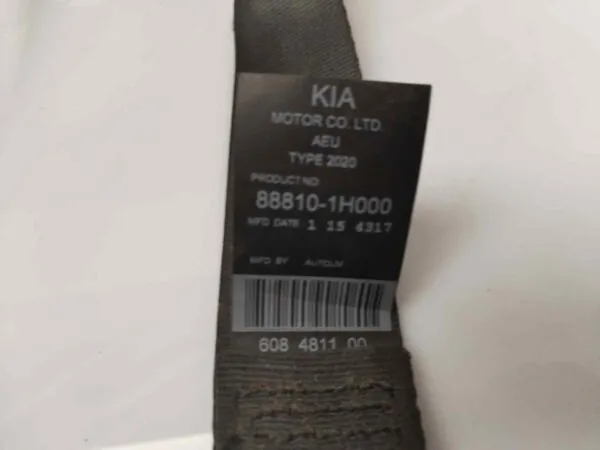 KIA
MOTOR CO. LTD.
AEU
TYPE 2020
PRODUCT NO:
88810-1H000
MFD DATE 1 15 4317
MFD BY AUTOLIV
608 4811 00